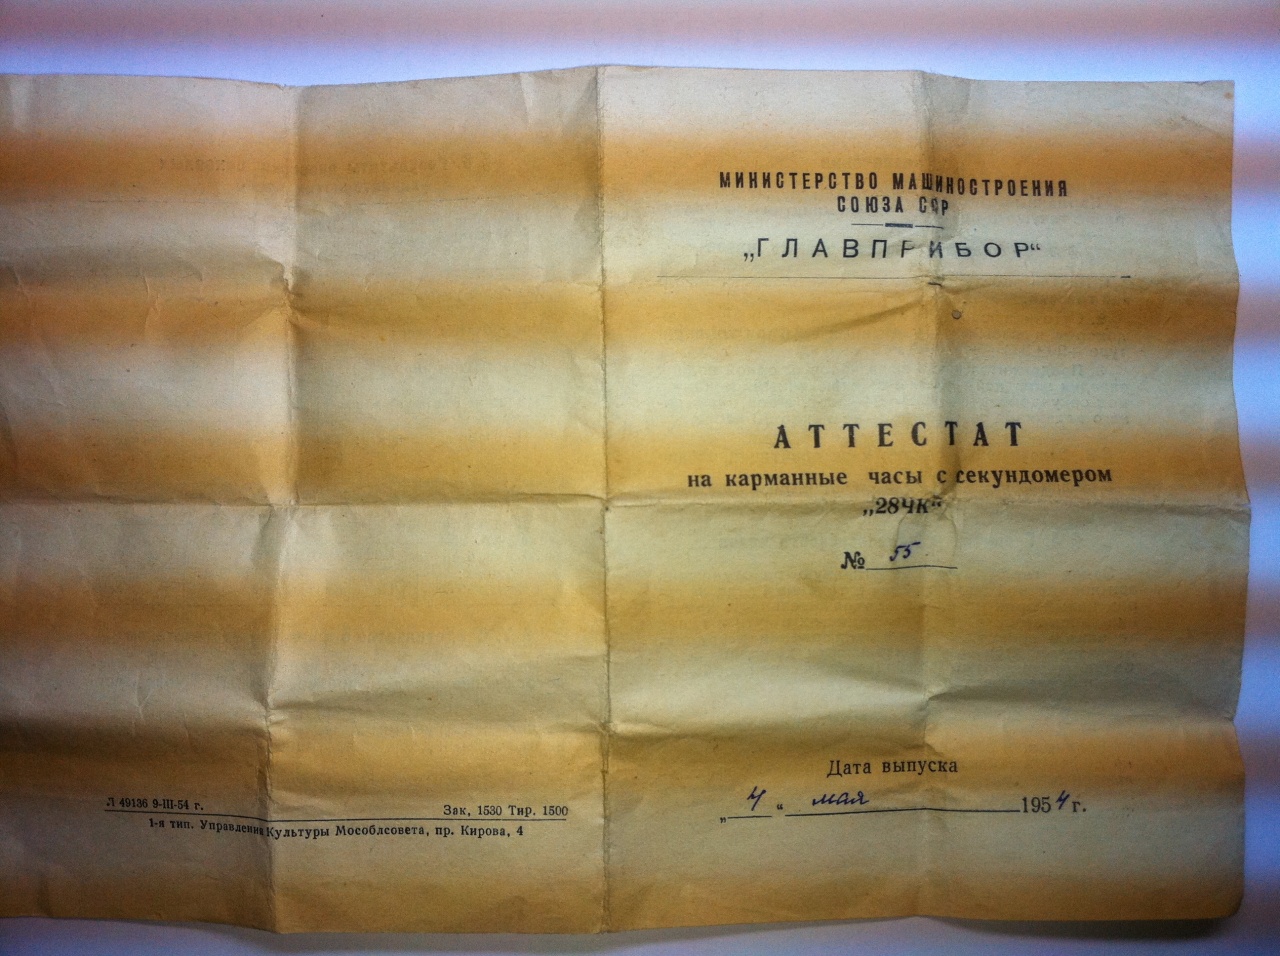 МИНИСТЕРСТВО МАШИНОСТРОЕНИЯ
СОЮЗА ССР
„ГЛАВПРИБОР“
АТТЕСТАТ
на карманные часы с секундомером
„28ЧК“
№ 55
Дата выпуска
„4“ мая 1954 г.
Л 49136 9-III-54 г. Зак, 1530 Тир. 1500
1-я тип. Управления Культуры Мособлсовета, пр. Кирова, 4